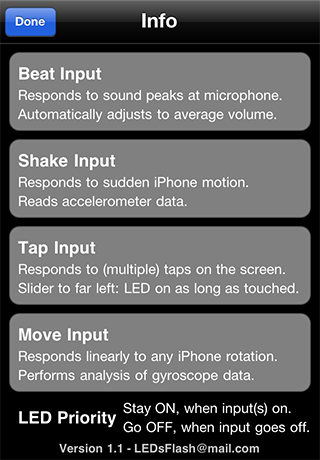 Done
Info
Beat Input
Responds to sound peaks at microphone.
Automatically adjusts to average volume.
Shake Input
Responds to sudden iPhone motion.
Reads accelerometer data.
Tap Input
Responds to (multiple) taps on the screen.
Slider to far left: LED on as long as touched.
Move Input
Responds linearly to any iPhone rotation.
Performs analysis of gyroscope data.
LED Priority
Stay ON, when input(s) on.
Go OFF, when input goes off.
Version 1.1 - LEDsFlash@mail.com